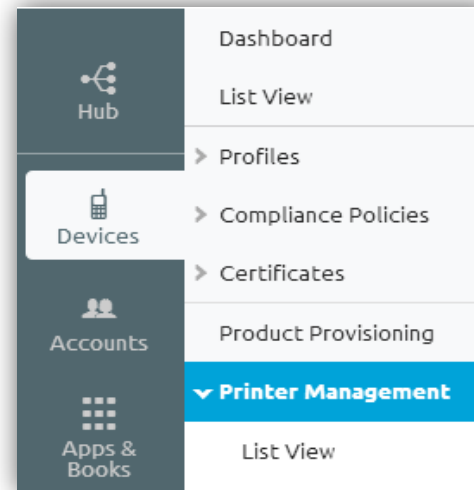 Hub
Devices
Accounts
Apps &
Books
Dashboard
List View
Profiles
Compliance Policies
Certificates
Product Provisioning
Printer Management
List View